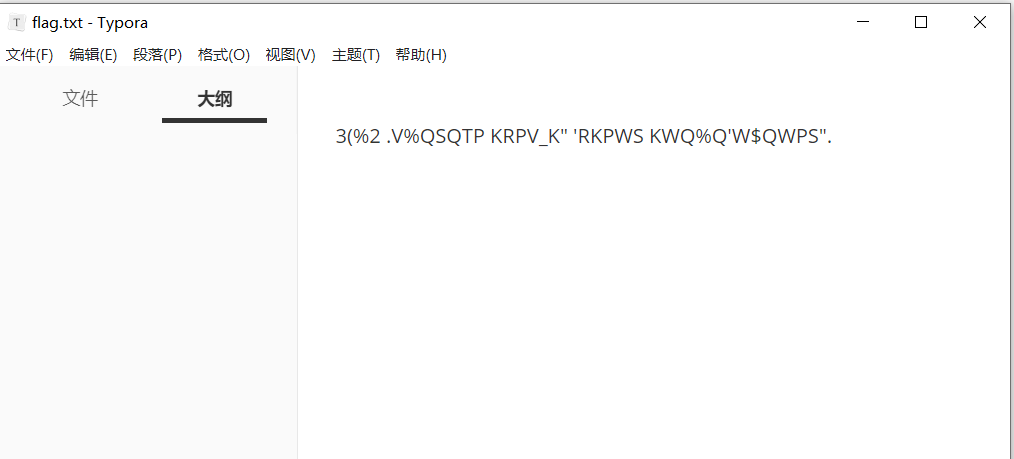 flag.txt - Typora
文件(F) 编辑(E) 段落(P) 格式(O) 视图(V) 主题(T) 帮助(H)
文件 大纲
3(%2 .V%QSQTP KRPV_K" 'RKPWS KWQ%Q'W$QWPS".